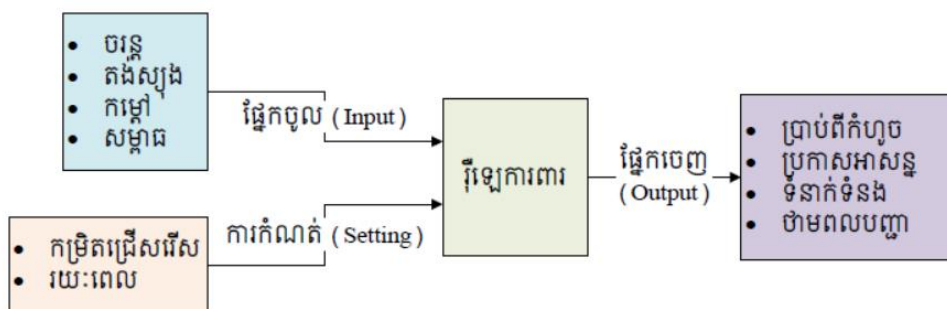 • ចរន្ត
• តង់ស្យុង
• កម្តៅ
• សម្ពាធ
ផ្នែកចូល (Input)
• កម្រិតជ្រើសរើស
• រយៈពេល
ការកំណត់ (Setting)
រ៉ឺឡេការពារ
ផ្នែកចេញ
(Output)
• ប្រាប់ពីកំហូច
• ប្រកាសអាសន្ន
• ទំនាក់ទំនង
• ថាមពលបញ្ជា